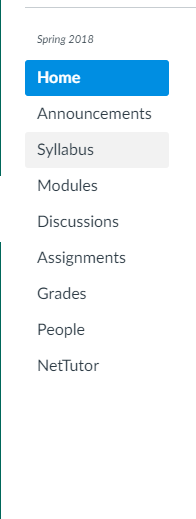 Spring 2018
Home
Announcements
Syllabus
Modules
Discussions
Assignments
Grades
People
NetTutor